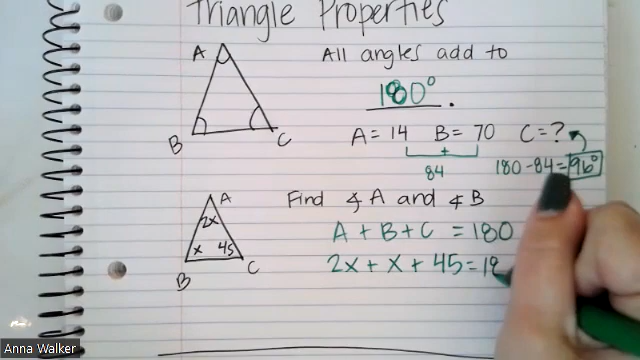 Triangle Properties
A
B
C
All angles add to
180°.
A = 14 B = 70 C = ?
+
84
180 - 84 = 96°
A
2x
x 45
B
C
Find ∡ A and ∡ B
A + B + C = 180
2x + x + 45 = 18
Anna Walker